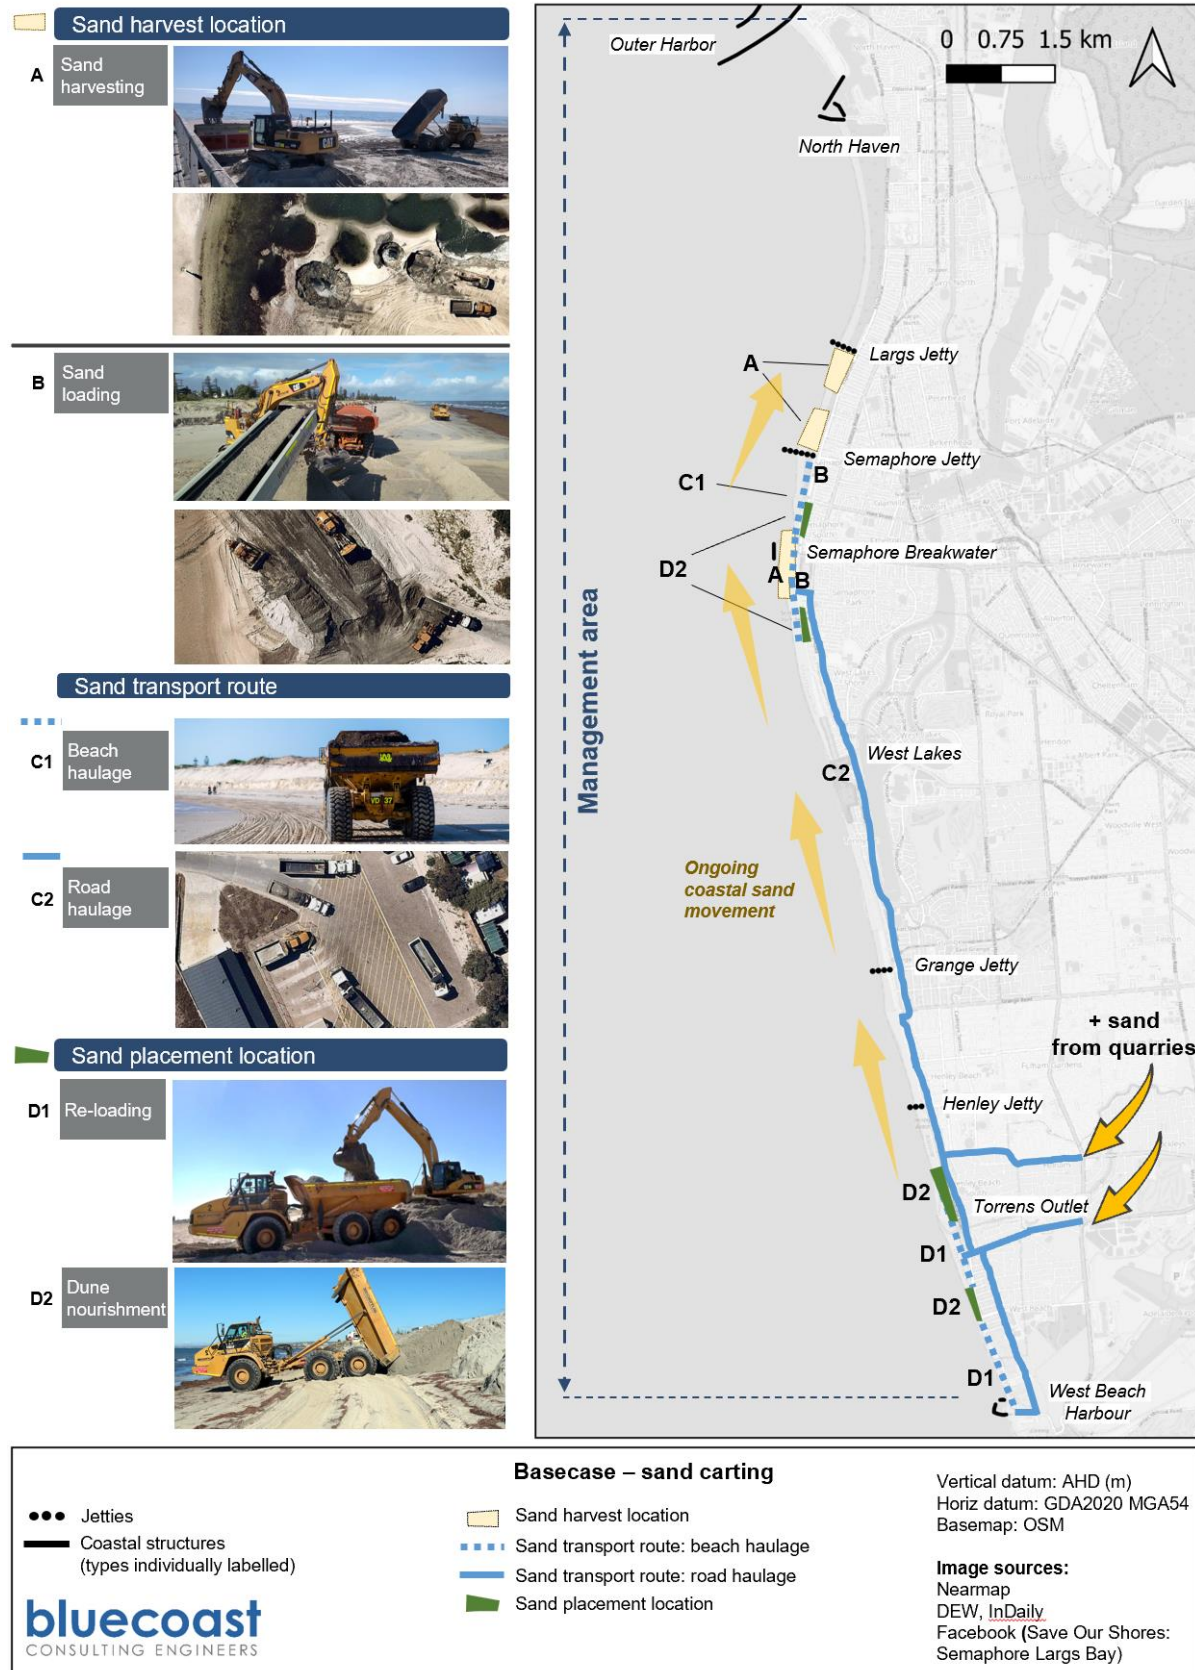 Sand harvest location
A
Sand
harvesting
B
Sand
loading
Sand transport route
C1
Beach
haulage
C2
Road
haulage
Sand placement location
D1
Re-loading
D2
Dune
nourishment
Outer Harbor
0 0.75 1.5 km
North Haven
Management area
Largs Jetty
A
Semaphore Jetty
B
C1
Semaphore Breakwater
D2
A
B
West Lakes
C2
Ongoing
coastal sand
movement
Grange Jetty
+ sand
from quarries
Henley Jetty
D2
Torrens Outlet
D1
D2
D1
West Beach
Harbour
Basecase – sand carting
Jetties
Coastal structures
(types individually labelled)
Sand harvest location
Sand transport route: beach haulage
Sand transport route: road haulage
Sand placement location
Vertical datum: AHD (m)
Horiz datum: GDA2020 MGA54
Basemap: OSM
Image sources:
Nearmap
DEW, InDaily
Facebook (Save Our Shores:
Semaphore Largs Bay)
bluecoast
CONSULTING ENGINEERS